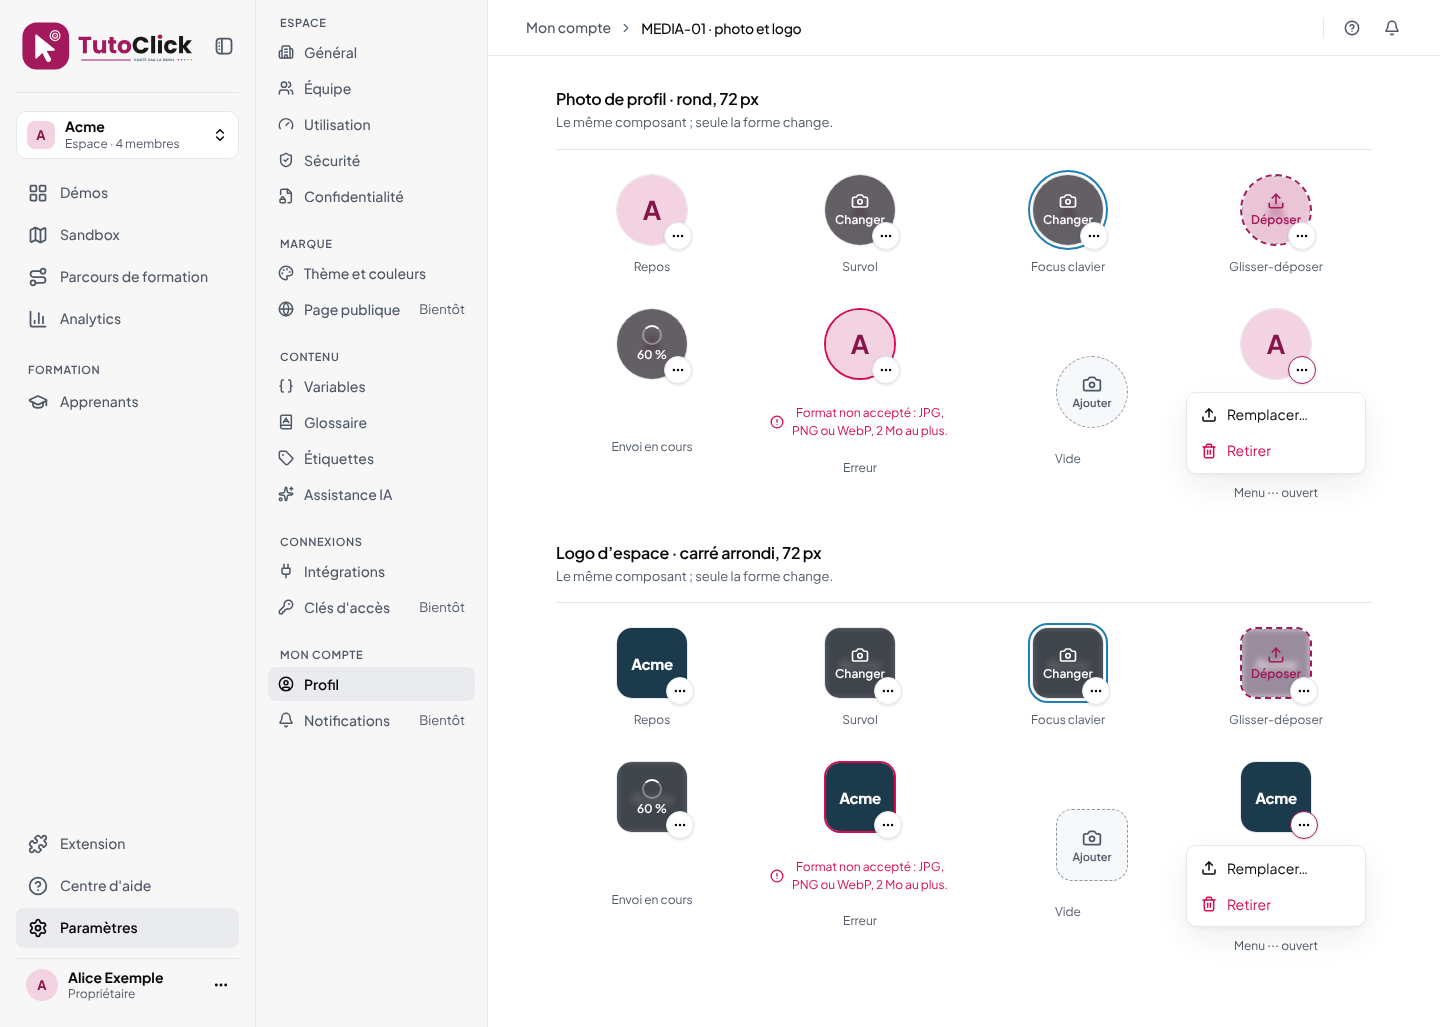 TutoClick
Acme
Espace · 4 membres
A
Démos
Sandbox
Parcours de formation
Analytics
FORMATION
Apprenants
Extension
Centre d'aide
Paramètres
A
Alice Exemple
Propriétaire
ESPACE
Général
Équipe
Utilisation
Sécurité
Confidentialité
MARQUE
Thème et couleurs
Page publique Bientôt
CONTENU
Variables
Glossaire
Étiquettes
Assistance IA
CONNEXIONS
Intégrations
Clés d'accès Bientôt
MON COMPTE
Profil
Notifications Bientôt
Mon compte > MEDIA-01 · photo et logo
Photo de profil · rond, 72 px
Le même composant ; seule la forme change.
A
Changer
Changer
Déposer
Repos
Survol
Focus clavier
Glisser-déposer
60 %
A
Ajouter
A
Format non accepté : JPG,
PNG ou WebP, 2 Mo au plus.
Remplacer…
Retirer
Envoi en cours
Erreur
Vide
Menu ··· ouvert
Logo d’espace · carré arrondi, 72 px
Le même composant ; seule la forme change.
Acme
Changer
Changer
Déposer
Repos
Survol
Focus clavier
Glisser-déposer
60 %
Acme
Ajouter
Acme
Format non accepté : JPG,
PNG ou WebP, 2 Mo au plus.
Remplacer…
Retirer
Envoi en cours
Erreur
Vide
Menu ··· ouvert